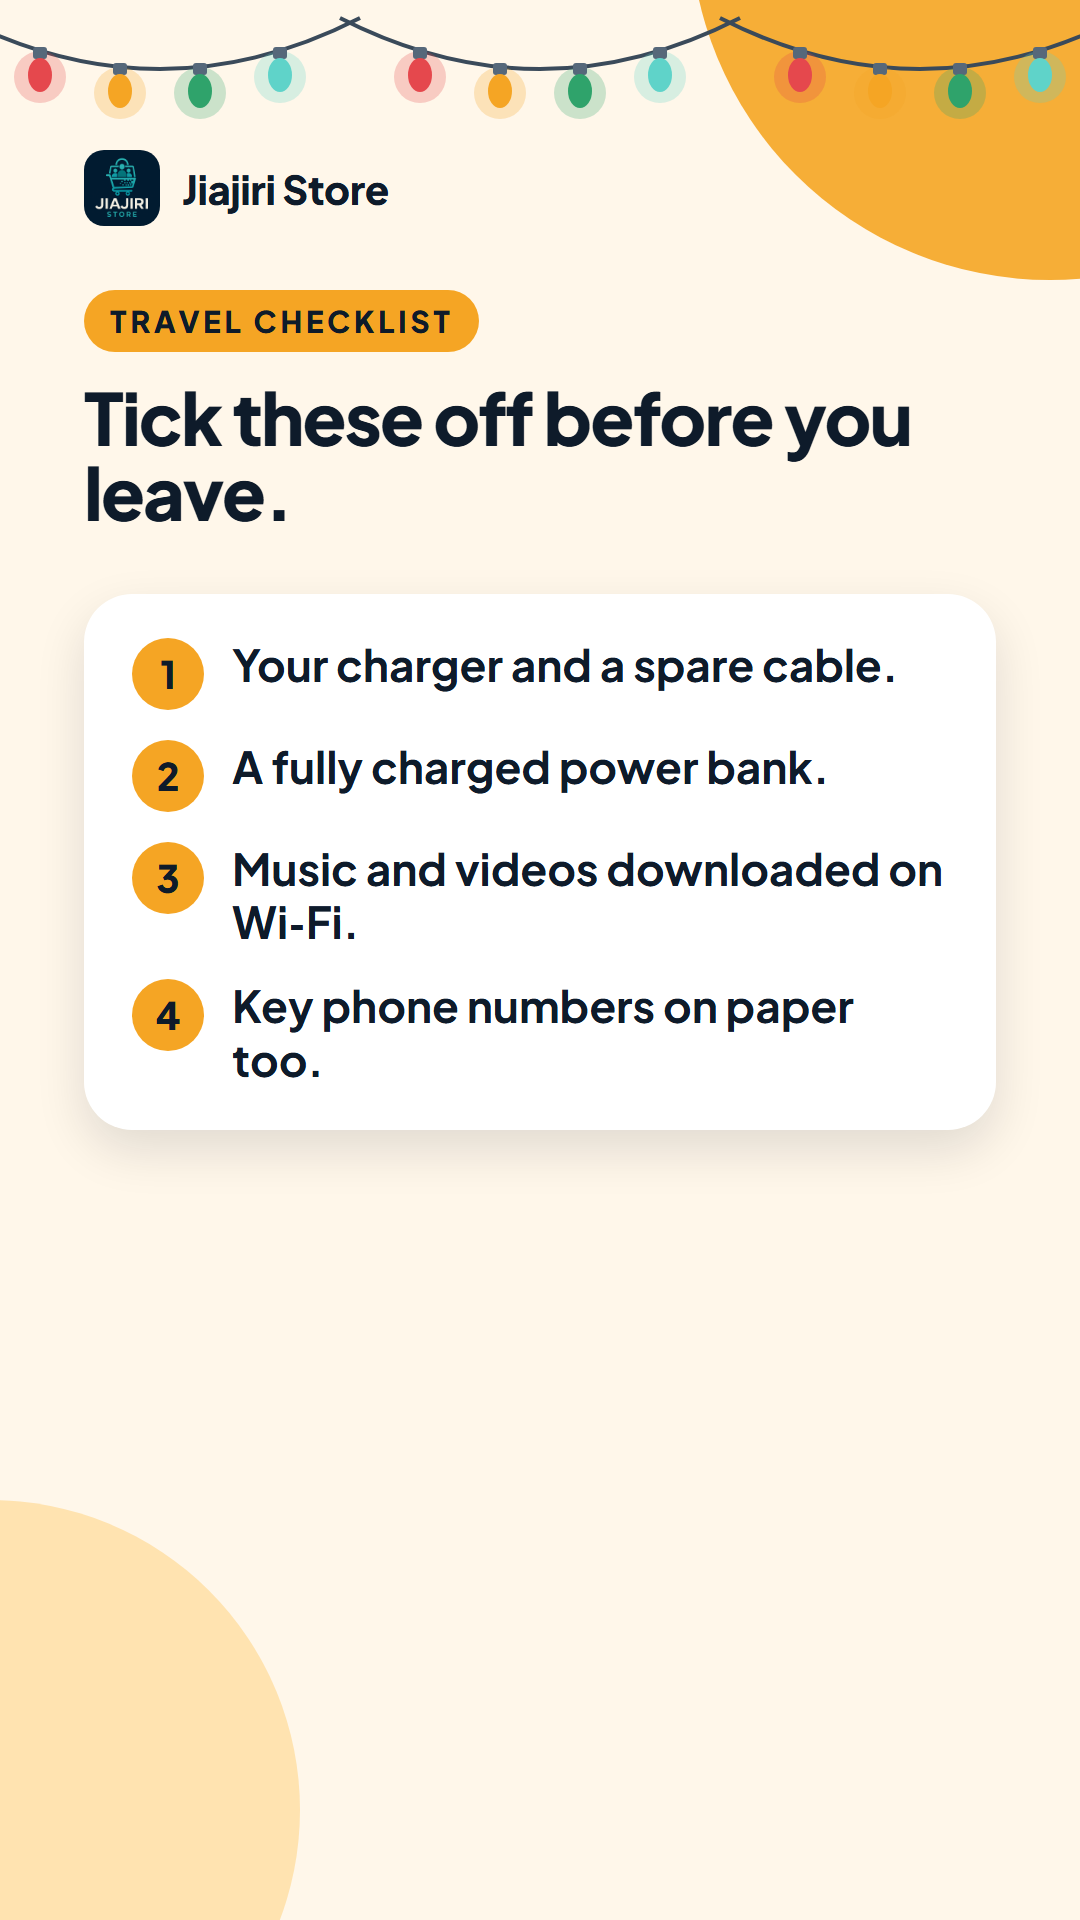 JIAJIRI
STORE
Jiajiri Store
TRAVEL CHECKLIST
Tick these off before you
leave.
1 Your charger and a spare cable.
2 A fully charged power bank.
3 Music and videos downloaded on
Wi-Fi.
4 Key phone numbers on paper
too.